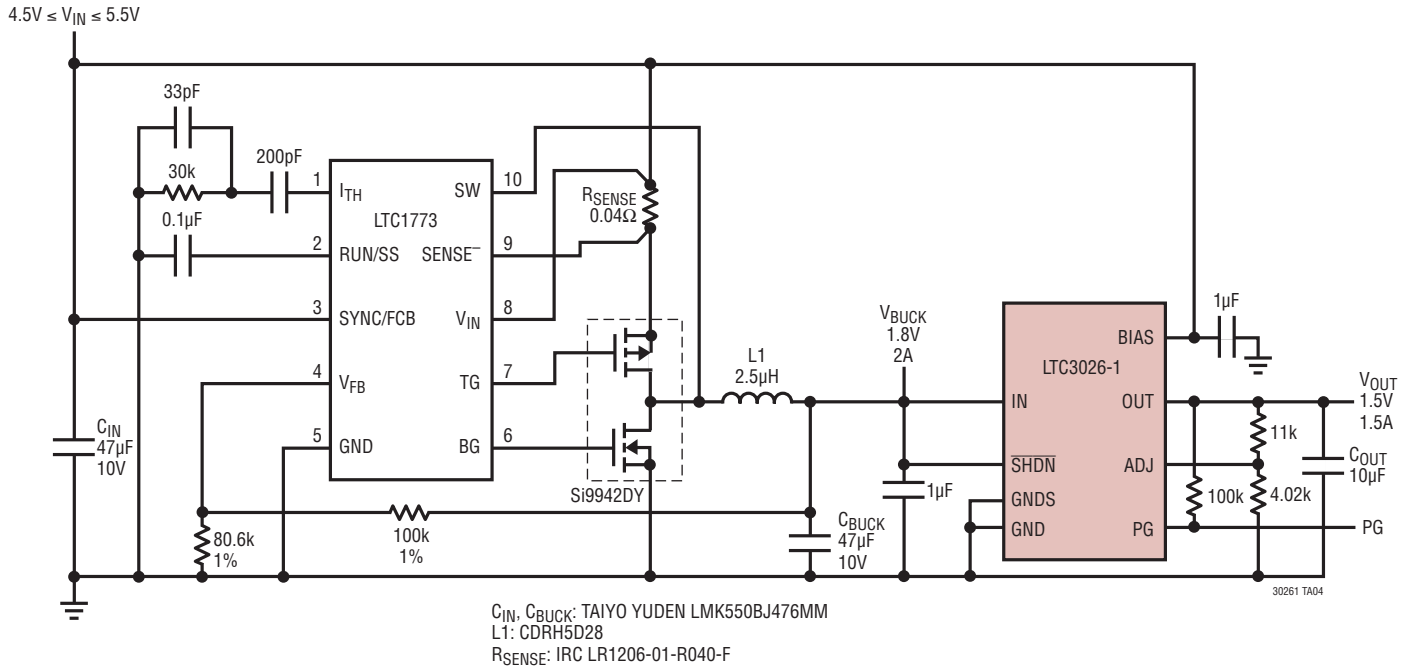 4.5V ≤ VIN ≤ 5.5V
33pF
30k
200pF
0.1µF
1
ITH
2
RUN/SS
3
SYNC/FCB
4
VFB
5
GND
LTC1773
SW
10
SENSE–
9
VIN
8
TG
7
BG
6
RSENSE
0.04Ω
Si9942DY
CIN
47µF
10V
80.6k
1%
100k
1%
L1
2.5µH
VBUCK
1.8V
2A
CBUCK
47µF
10V
1µF
LTC3026-1
IN
SHDN
GNDS
GND
BIAS
OUT
ADJ
PG
1µF
VOUT
1.5V
1.5A
11k
COUT
10µF
100k
4.02k
PG
30261 TA04
CIN, CBUCK: TAIYO YUDEN LMK550BJ476MM
L1: CDRH5D28
RSENSE: IRC LR1206-01-R040-F